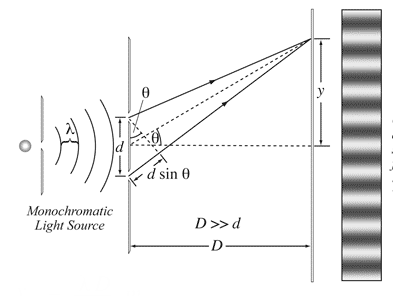 θ
λ
d
θ
y
d sin θ
Monochromatic
Light Source
D >> d
D